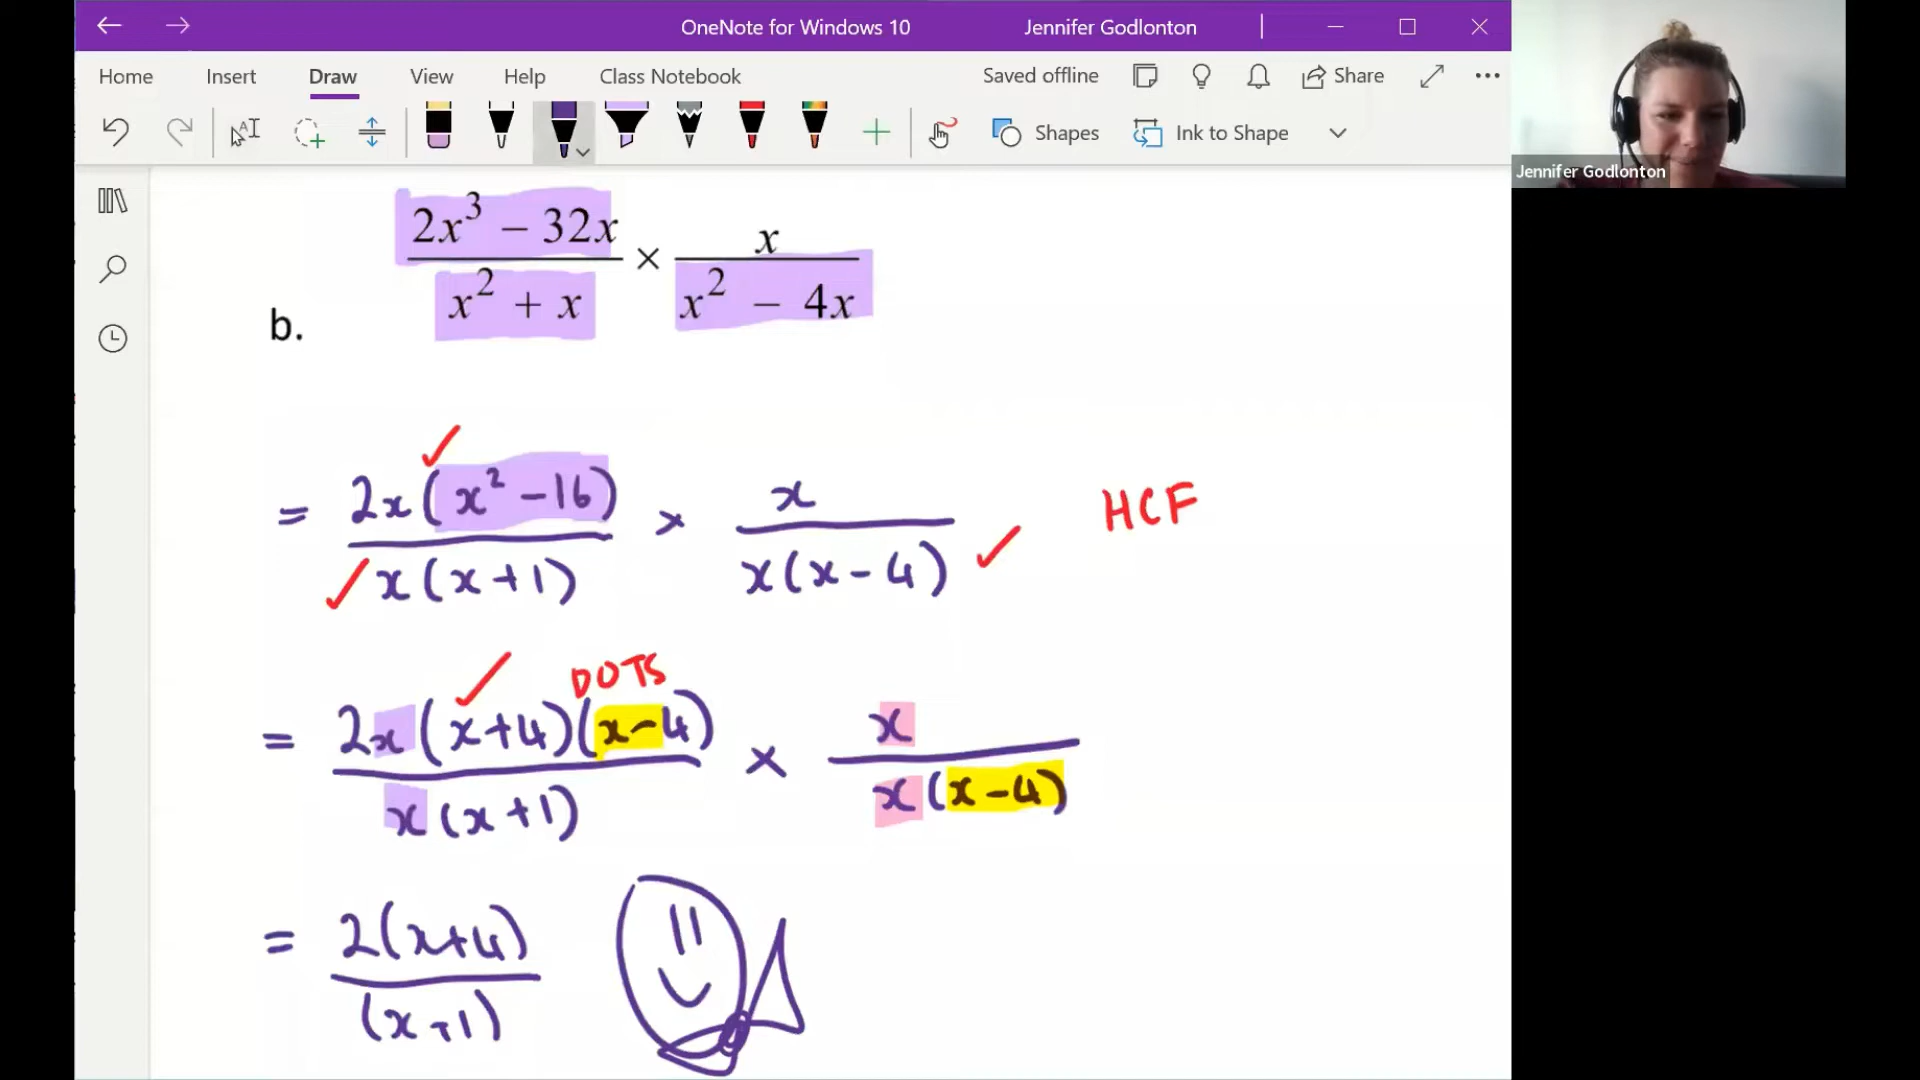 OneNote for Windows 10 Jennifer Godlonton
Home Insert Draw View Help Class Notebook Saved offline Share
Shapes Ink to Shape
Jennifer Godlonton
2x³ − 32x
x² + x
×
x
x² − 4x
b.
= 2x(x² − 16) / x(x + 1) × x / x(x − 4) HCF
DOTS
= 2x(x+4)(x−4) / x(x+1) × x / x(x−4)
= 2(x+4) / (x+1)